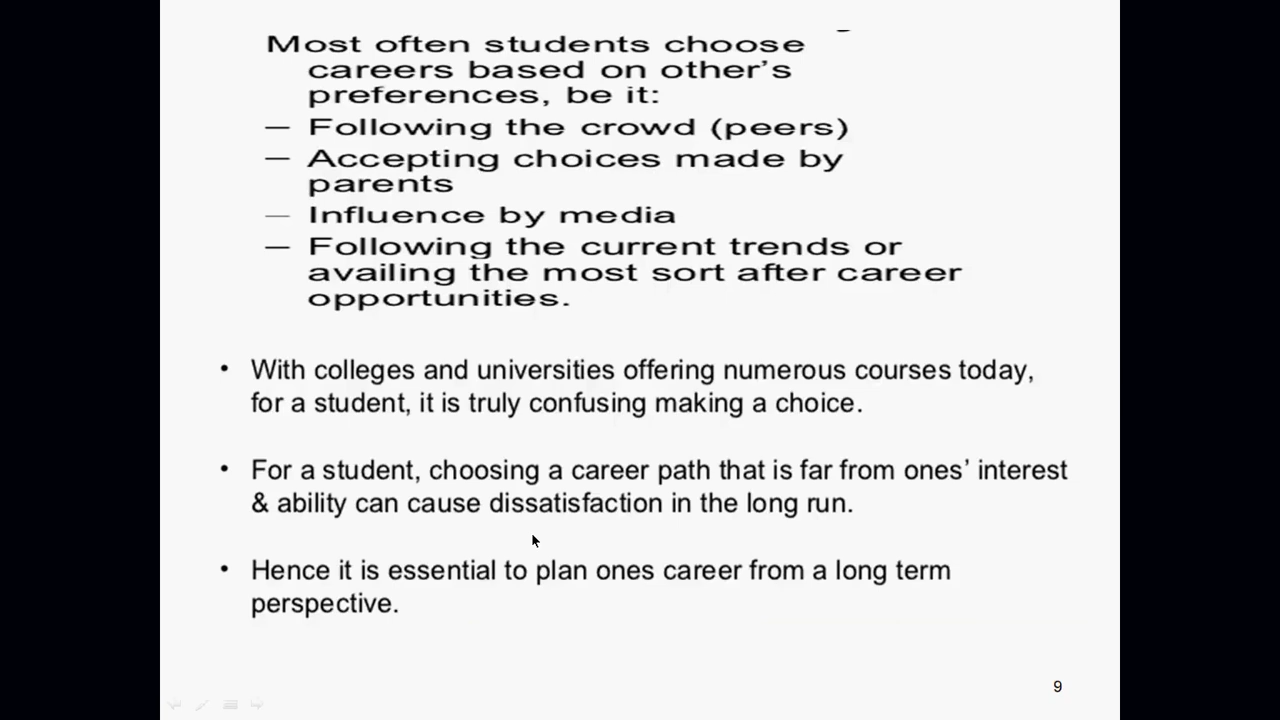 Most often students choose
careers based on other’s
preferences, be it:
— Following the crowd (peers)
— Accepting choices made by
parents
— Influence by media
— Following the current trends or
availing the most sort after career
opportunities.
• With colleges and universities offering numerous courses today,
for a student, it is truly confusing making a choice.
• For a student, choosing a career path that is far from ones’ interest
& ability can cause dissatisfaction in the long run.
• Hence it is essential to plan ones career from a long term
perspective.
9